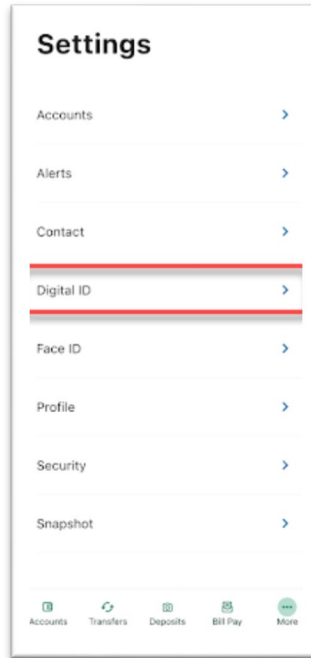 Settings
Accounts
Alerts
Contact
Digital ID
Face ID
Profile
Security
Snapshot
Accounts Transfers Deposits Bill Pay More